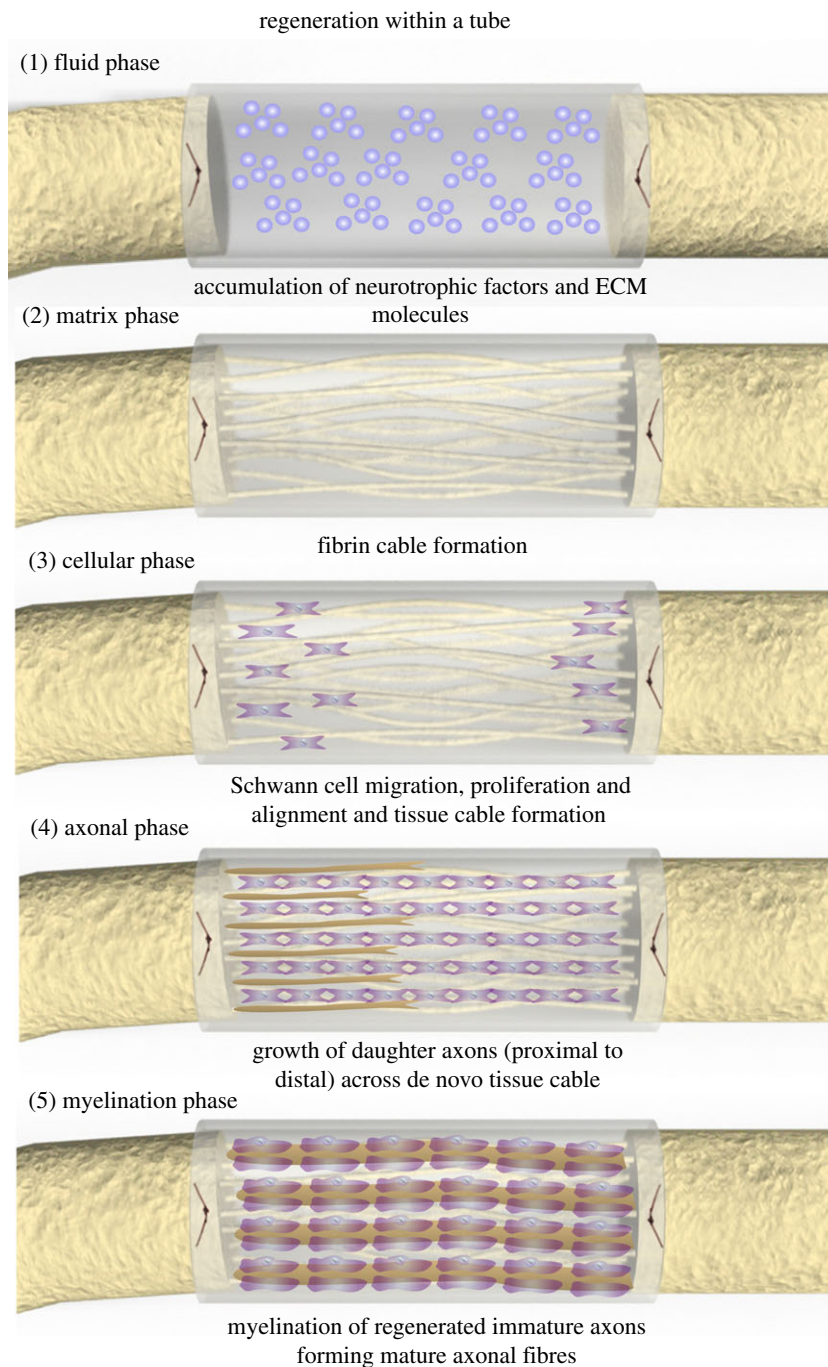 regeneration within a tube
(1) fluid phase
accumulation of neurotrophic factors and ECM
molecules
(2) matrix phase
fibrin cable formation
(3) cellular phase
Schwann cell migration, proliferation and
alignment and tissue cable formation
(4) axonal phase
growth of daughter axons (proximal to
distal) across de novo tissue cable
(5) myelination phase
myelination of regenerated immature axons
forming mature axonal fibres